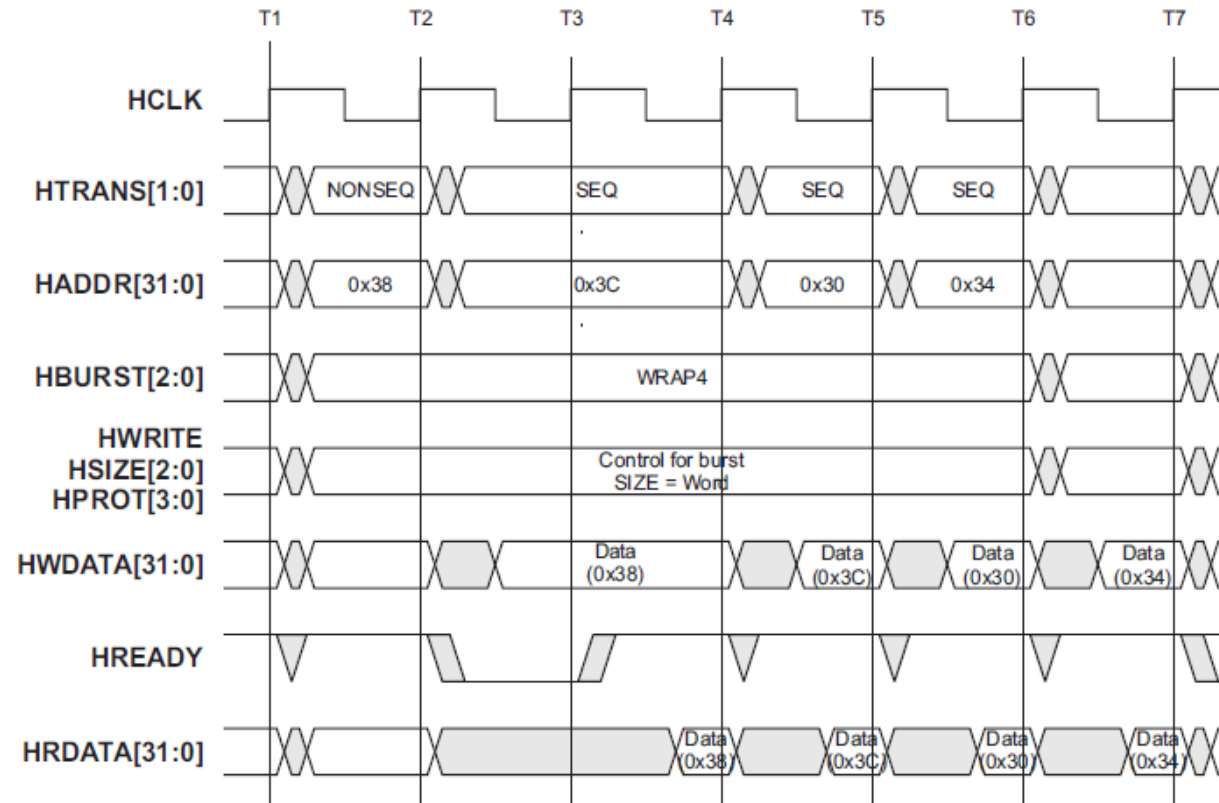 T1 T2 T3 T4 T5 T6 T7
HCLK
HTRANS[1:0] NONSEQ SEQ SEQ SEQ
HADDR[31:0] 0x38 0x3C 0x30 0x34
HBURST[2:0] WRAP4
HWRITE
HSIZE[2:0]
HPROT[3:0]
Control for burst
SIZE = Word
HWDATA[31:0]
Data Data Data Data
(0x38) (0x3C) (0x30) (0x34)
HREADY
HRDATA[31:0]
Data Data Data Data
(0x38) (0x3C) (0x30) (0x34)